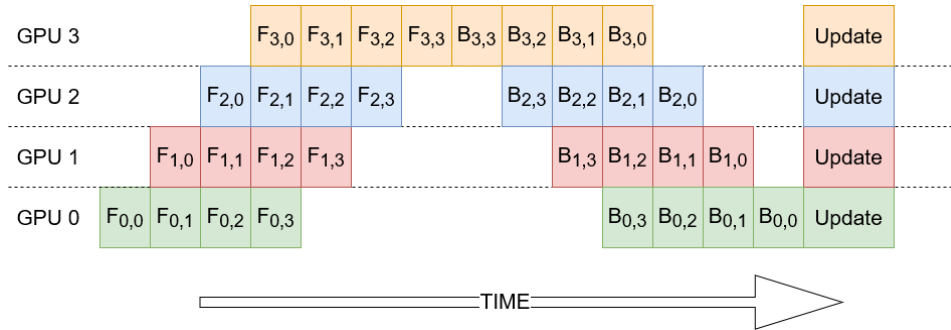 GPU 3 F3,0 F3,1 F3,2 F3,3 B3,3 B3,2 B3,1 B3,0 Update
GPU 2 F2,0 F2,1 F2,2 F2,3 B2,3 B2,2 B2,1 B2,0 Update
GPU 1 F1,0 F1,1 F1,2 F1,3 B1,3 B1,2 B1,1 B1,0 Update
GPU 0 F0,0 F0,1 F0,2 F0,3 B0,3 B0,2 B0,1 B0,0 Update
TIME